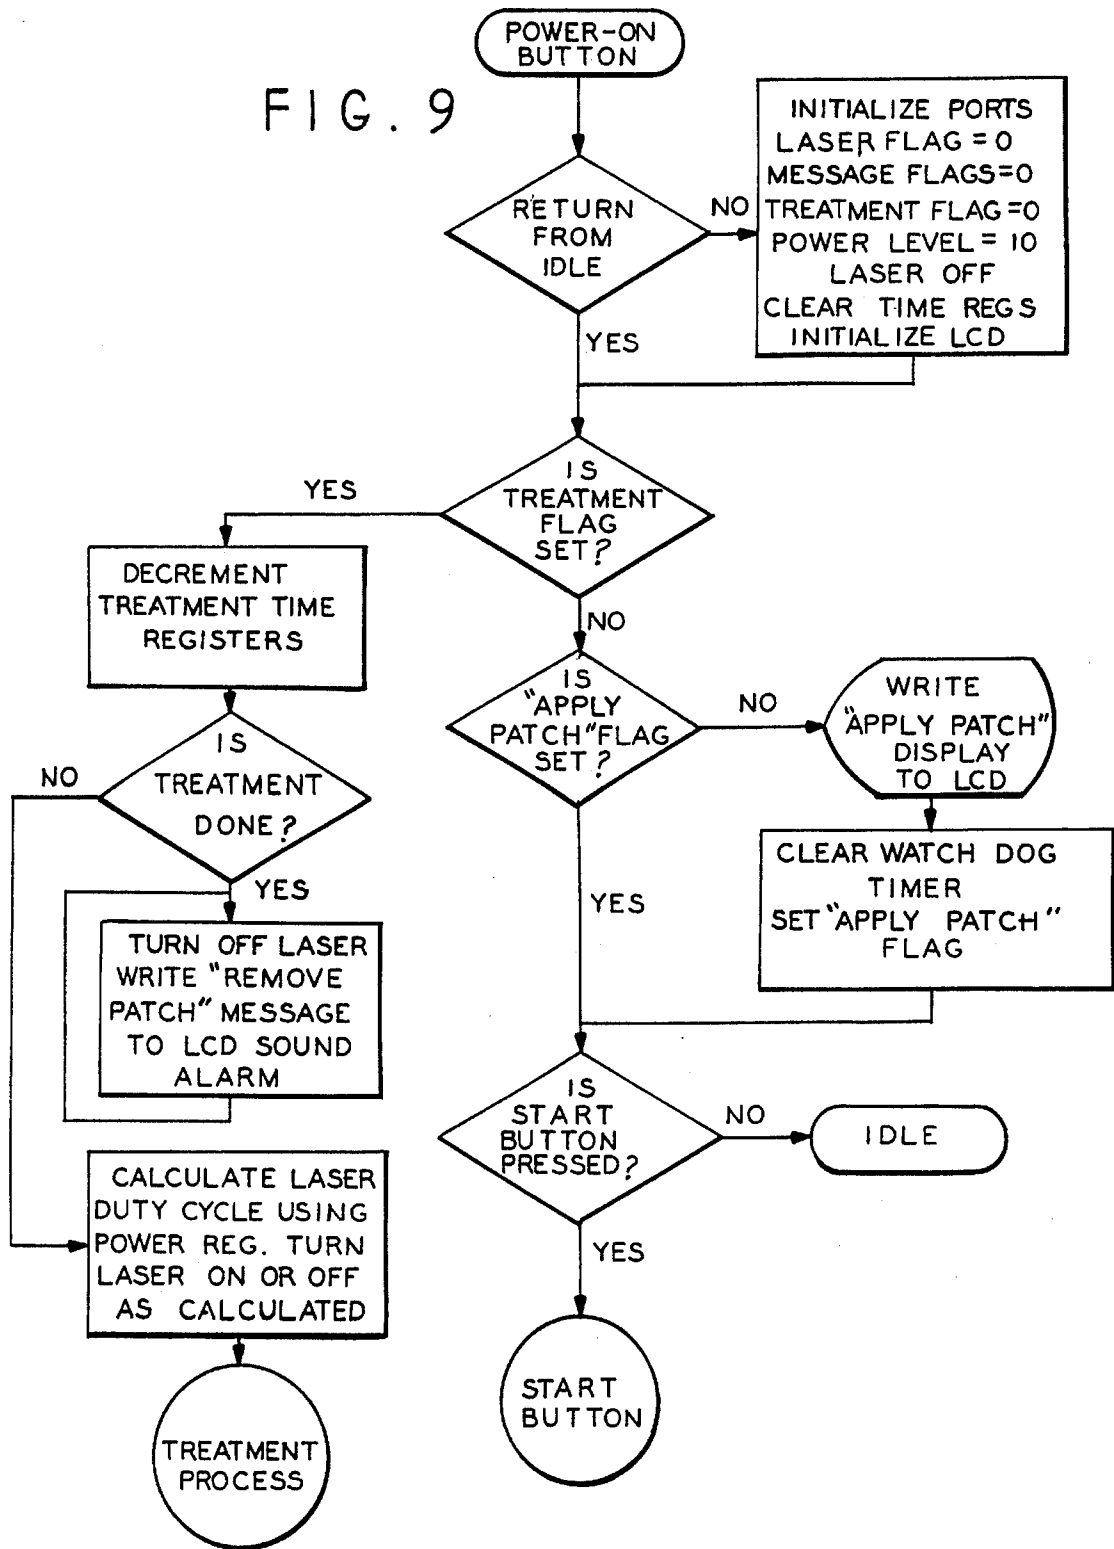 POWER-ON
BUTTON
FIG. 9
RETURN
FROM
IDLE
NO
INITIALIZE PORTS
LASER FLAG = 0
MESSAGE FLAGS=0
TREATMENT FLAG=0
POWER LEVEL = 10
LASER OFF
CLEAR TIME REGS
INITIALIZE LCD
YES
IS
TREATMENT
FLAG
SET?
YES
DECREMENT
TREATMENT TIME
REGISTERS
NO
IS
"APPLY
PATCH" FLAG
SET?
NO
WRITE
"APPLY PATCH"
DISPLAY
TO LCD
IS
TREATMENT
DONE?
NO
YES
CLEAR WATCH DOG
TIMER
SET "APPLY PATCH"
FLAG
YES
TURN OFF LASER
WRITE "REMOVE
PATCH" MESSAGE
TO LCD SOUND
ALARM
IS
START
BUTTON
PRESSED?
NO
IDLE
CALCULATE LASER
DUTY CYCLE USING
POWER REG. TURN
LASER ON OR OFF
AS CALCULATED
YES
START
BUTTON
TREATMENT
PROCESS